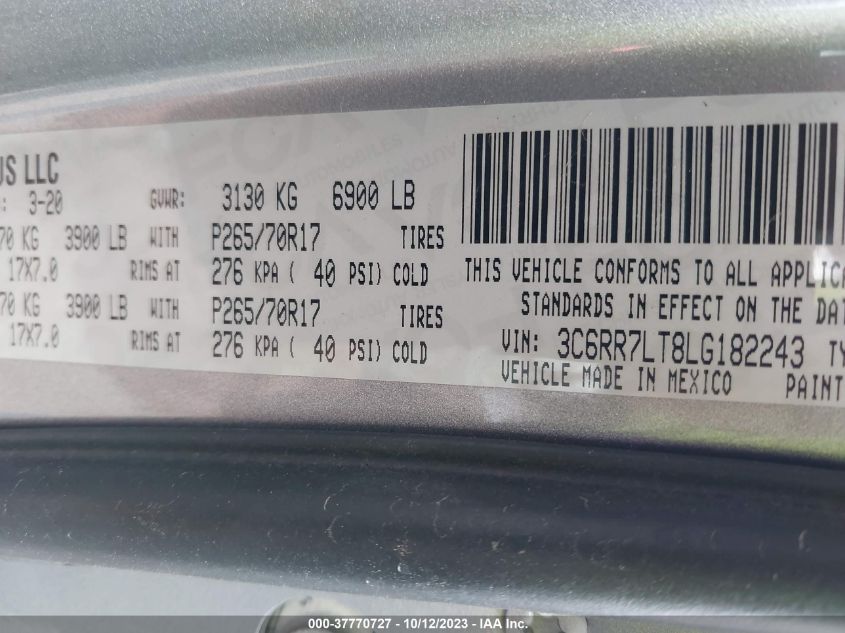 US LLC
3-20 GVWR: 3130 KG 6900 LB
70 KG 3900 LB WITH P265/70R17 TIRES
17X7.0 RIMS AT 276 KPA ( 40 PSI) COLD
70 KG 3900 LB WITH P265/70R17 TIRES
17X7.0 RIMS AT 276 KPA ( 40 PSI) COLD
THIS VEHICLE CONFORMS TO ALL APPLICA
STANDARDS IN EFFECT ON THE DAT
VIN: 3C6RR7LT8LG182243 TY
VEHICLE MADE IN MEXICO PAINT
000-37770727 - 10/12/2023 - IAA Inc.